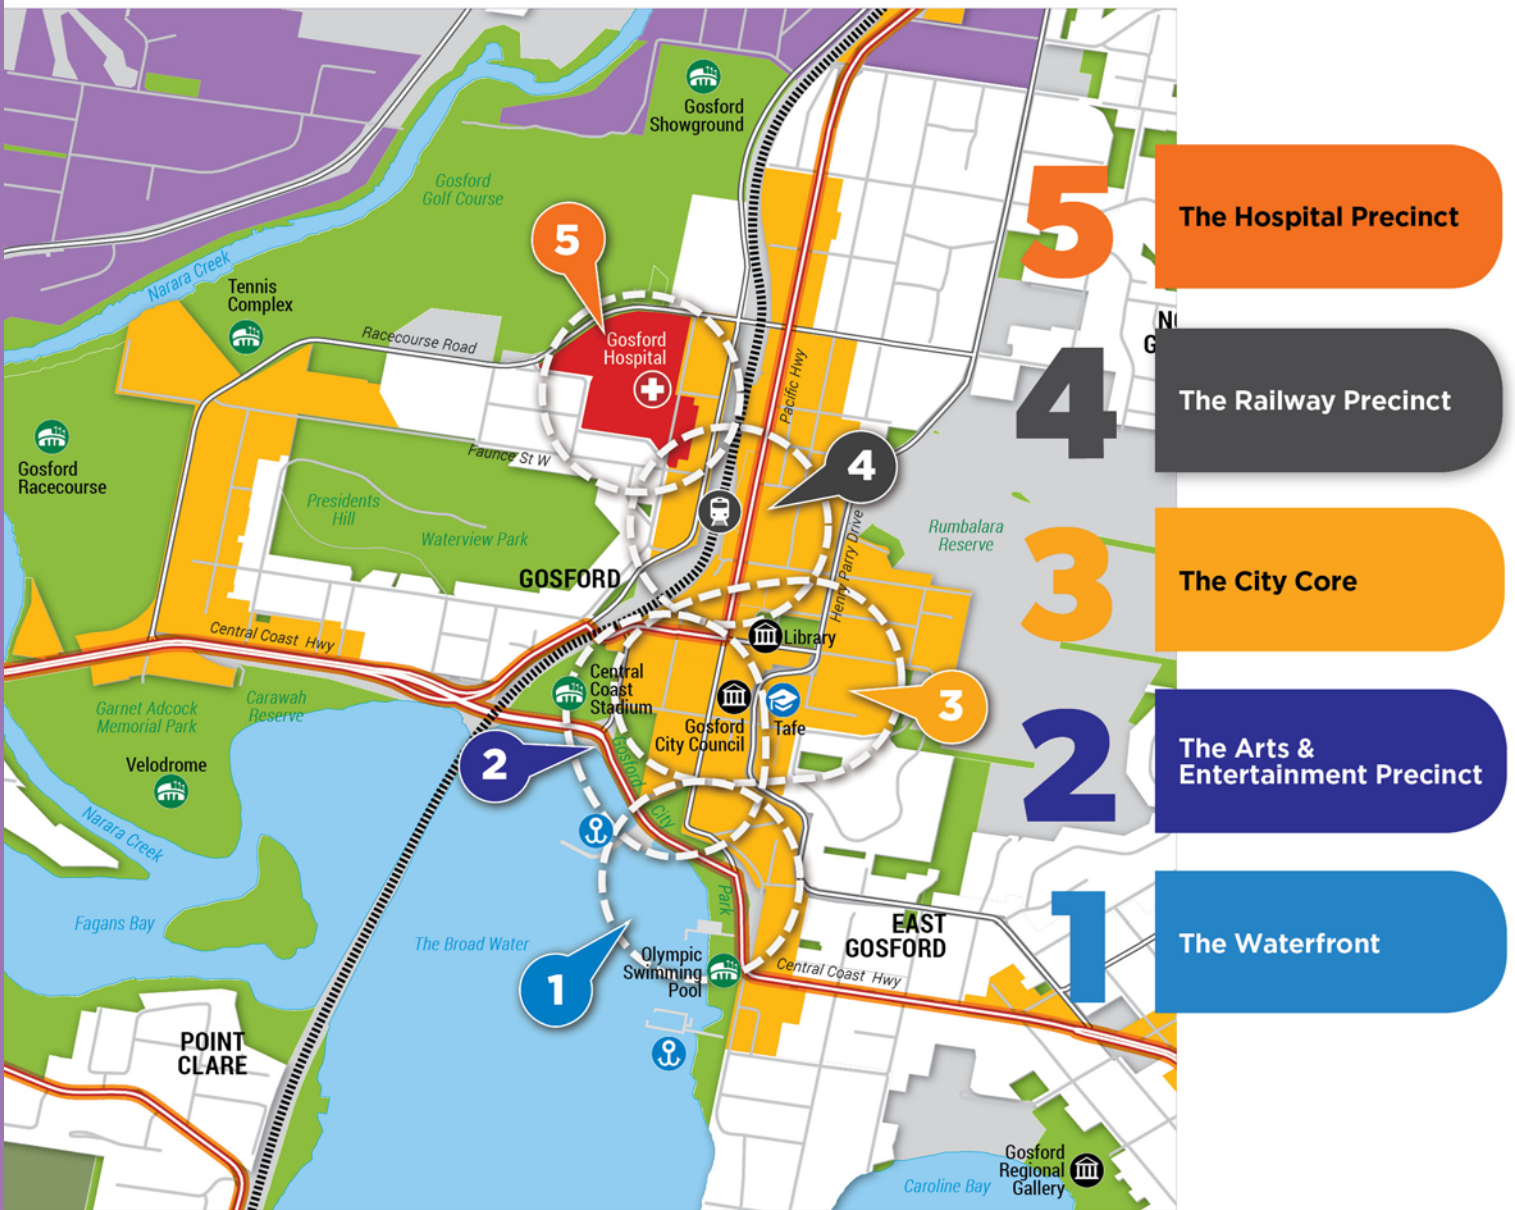 Gosford
Showground
Gosford
Golf Course
5
Narara Creek
Tennis
Complex
Racecourse Road
Gosford
Hospital
Pacific Hwy
Gosford
Racecourse
Faunce St W
4
Presidents
Hill
Waterview Park
Henry Parry Drive
Rumbalara
Reserve
GOSFORD
Central Coast Hwy
Library
Central
Coast
Stadium
Carawah
Reserve
Garnet Adcock
Memorial Park
Gosford
City Council
Tafe
3
2
Velodrome
Gosford
City
Park
Narara Creek
Fagans Bay
The Broad Water
EAST
GOSFORD
Olympic
Swimming
Pool
Central Coast Hwy
1
POINT
CLARE
Gosford
Regional
Gallery
Caroline Bay
5
The Hospital Precinct
4
The Railway Precinct
3
The City Core
2
The Arts &
Entertainment Precinct
1
The Waterfront